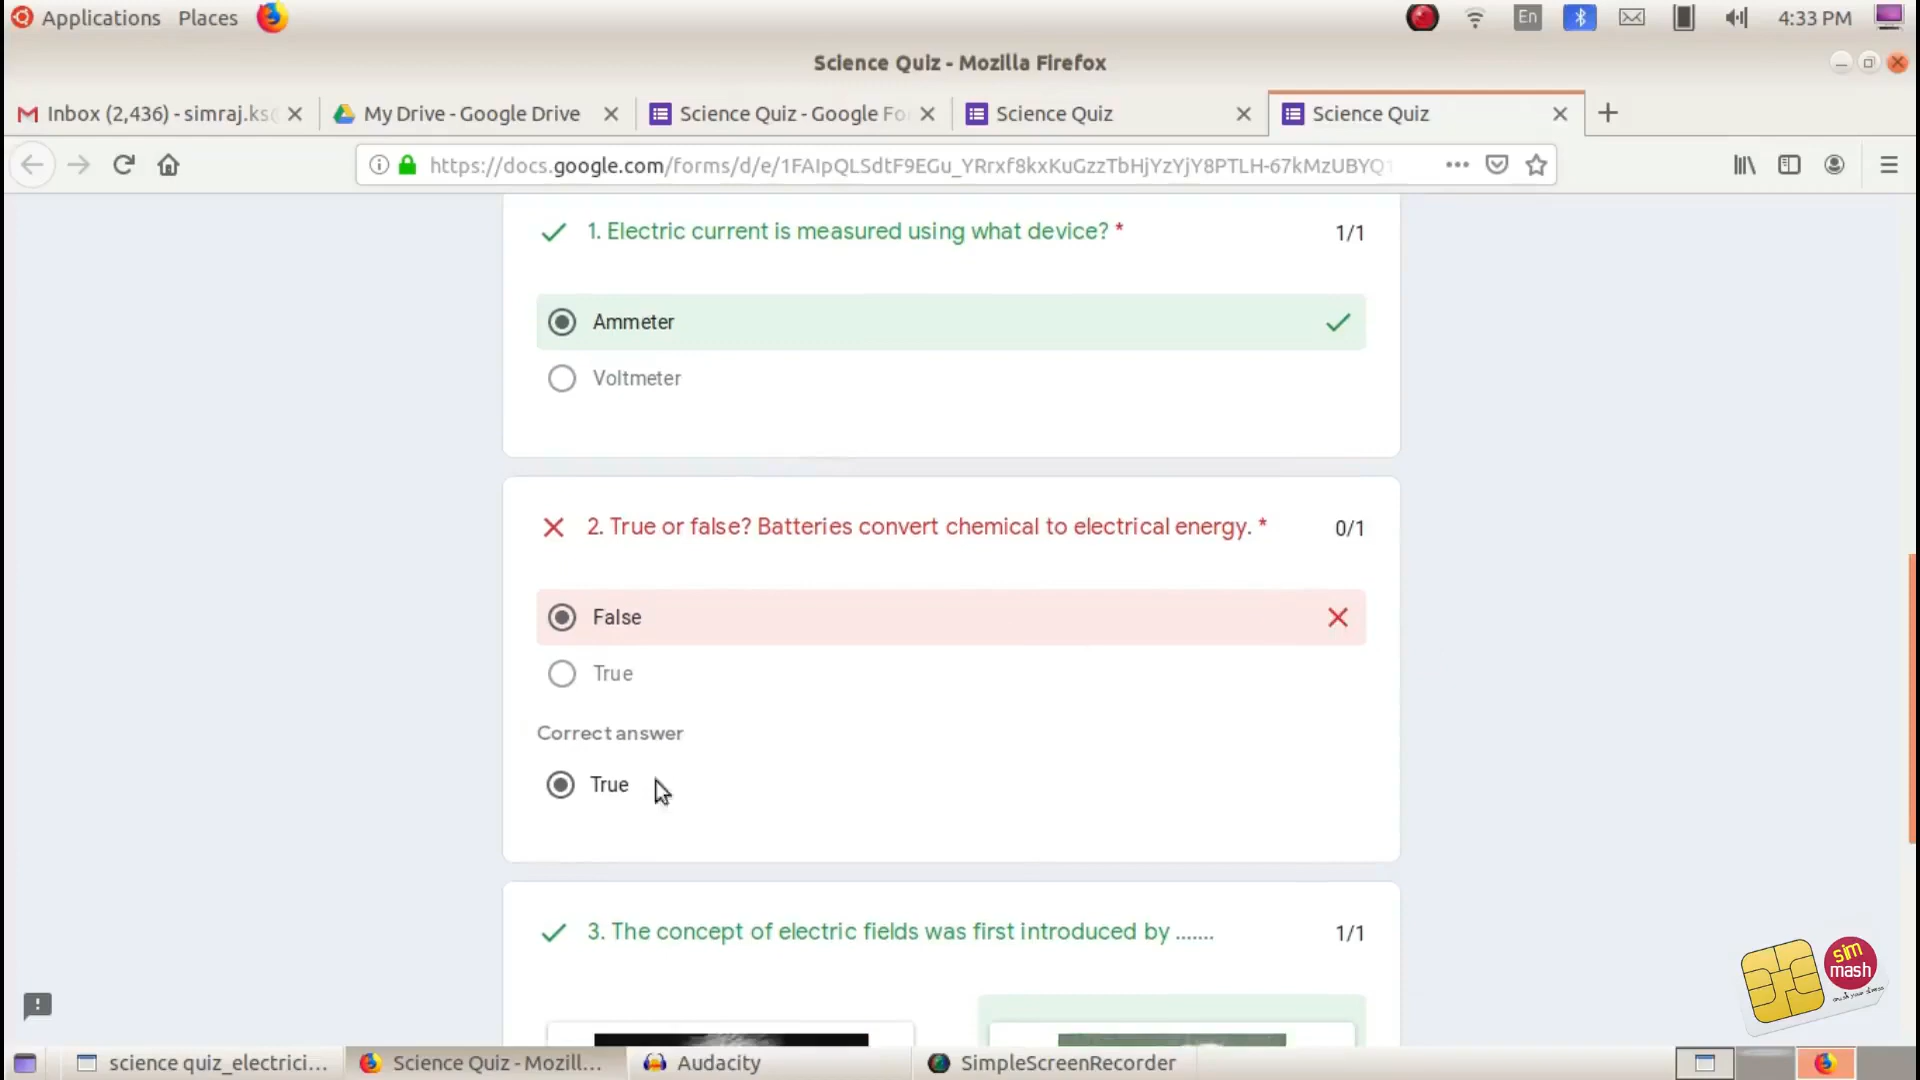 Applications Places En 4:33 PM
Science Quiz - Mozilla Firefox
Inbox (2,436) - simraj.ks My Drive - Google Drive Science Quiz - Google Fo Science Quiz Science Quiz
https://docs.google.com/forms/d/e/1FAIpQLSdtF9EGu_YRrxf8kxKuGzzTbHjYzYjY8PTLH-67kMzUBYQ1
1. Electric current is measured using what device? * 1/1
Ammeter
Voltmeter
2. True or false? Batteries convert chemical to electrical energy. * 0/1
False
True
Correct answer
True
3. The concept of electric fields was first introduced by ....... 1/1
sim
mash
science quiz_electrici... Science Quiz - Mozill... Audacity SimpleScreenRecorder